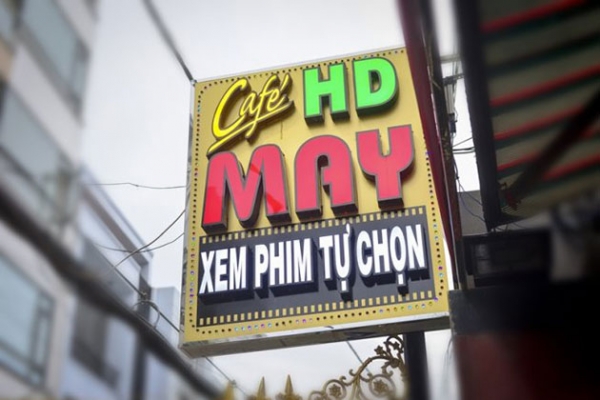 Café HD
MAY
XEM PHIM TỰ CHỌN